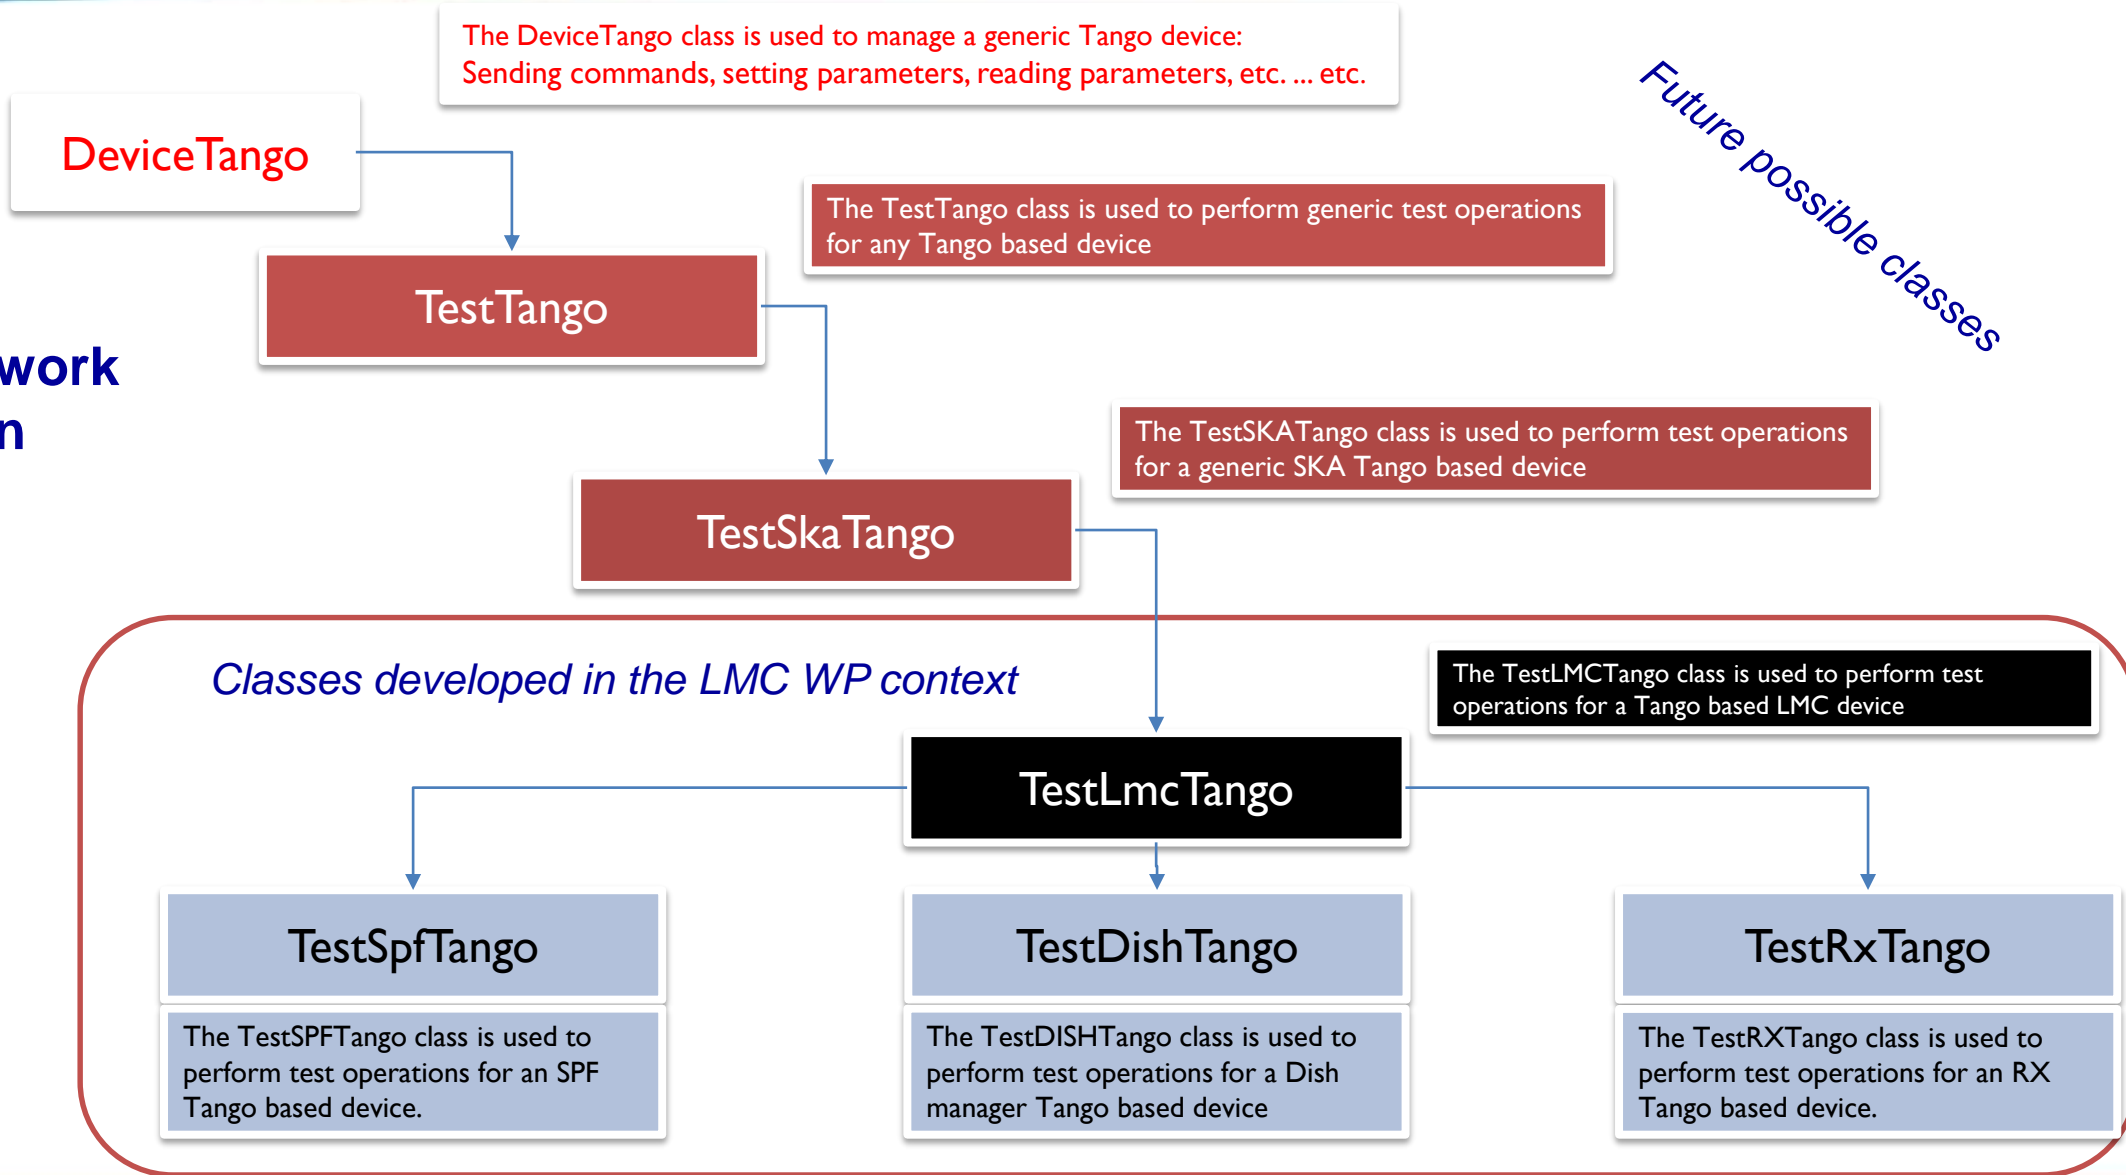 The DeviceTango class is used to manage a generic Tango device:
Sending commands, setting parameters, reading parameters, etc. ... etc.
DeviceTango
Future possible classes
The TestTango class is used to perform generic test operations
for any Tango based device
TestTango
work
n
The TestSKATango class is used to perform test operations
for a generic SKA Tango based device
TestSkaTango
Classes developed in the LMC WP context
The TestLMCTango class is used to perform test
operations for a Tango based LMC device
TestLmcTango
TestSpfTango
The TestSPFTango class is used to
perform test operations for an SPF
Tango based device.
TestDishTango
The TestDISHTango class is used to
perform test operations for a Dish
manager Tango based device
TestRxTango
The TestRXTango class is used to
perform test operations for an RX
Tango based device.